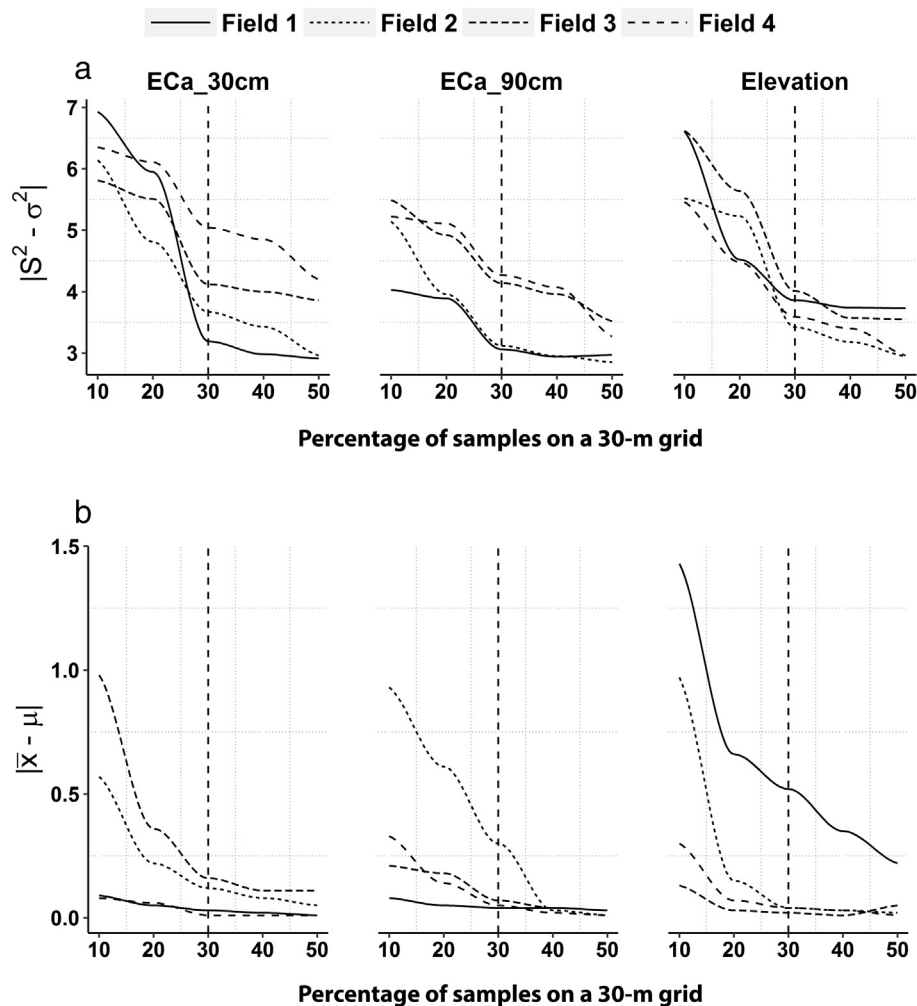 Field 1 Field 2 Field 3 Field 4
a
ECa_30cm ECa_90cm Elevation
|S² - σ²|
7
6
5
4
3
10 20 30 40 50 10 20 30 40 50 10 20 30 40 50
Percentage of samples on a 30-m grid
b
|x̅ - μ|
1.5
1.0
0.5
0.0
10 20 30 40 50 10 20 30 40 50 10 20 30 40 50
Percentage of samples on a 30-m grid